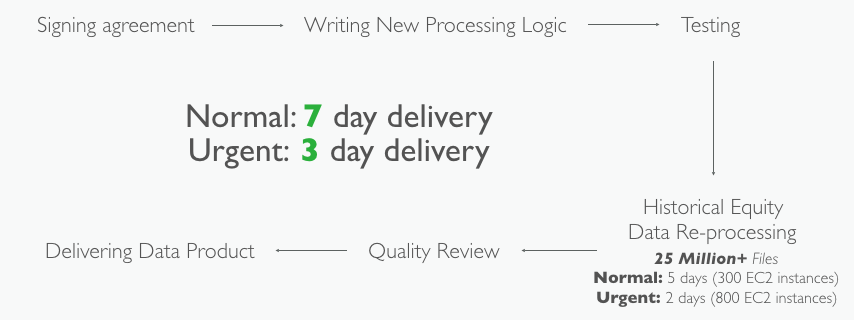 Signing agreement
Writing New Processing Logic
Testing
Normal: 7 day delivery
Urgent: 3 day delivery
Historical Equity
Data Re-processing
25 Million+ Files
Normal: 5 days (300 EC2 instances)
Urgent: 2 days (800 EC2 instances)
Quality Review
Delivering Data Product